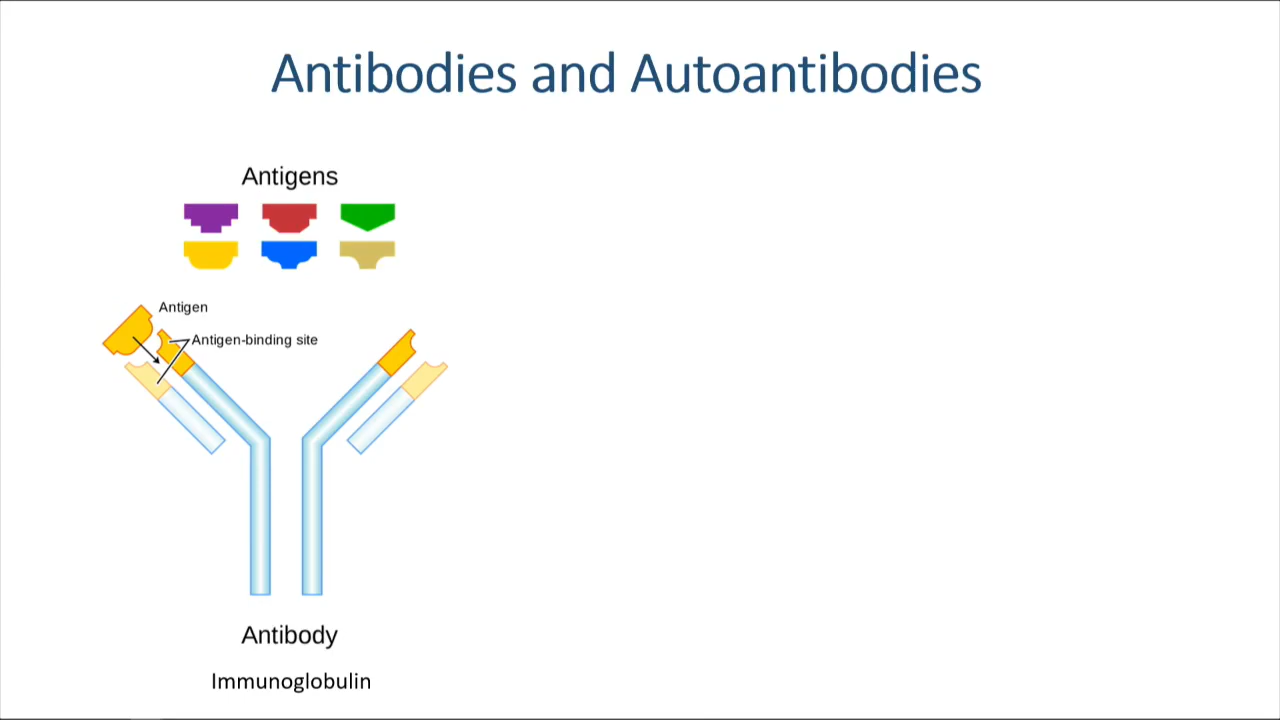 Antibodies and Autoantibodies
Antigens
Antigen
Antigen-binding site
Antibody
Immunoglobulin